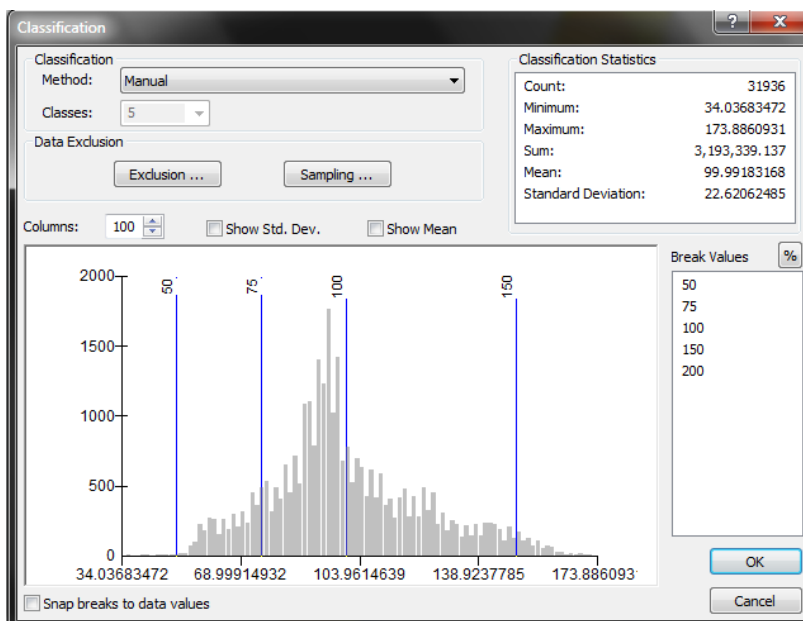 Classification
Classification
Method: Manual
Classes: 5
Data Exclusion
Exclusion ... Sampling ...
Classification Statistics
Count: 31936
Minimum: 34.03683472
Maximum: 173.8860931
Sum: 3,193,339.137
Mean: 99.99183168
Standard Deviation: 22.62062485
Columns: 100 Show Std. Dev. Show Mean
Break Values %
50
75
100
150
200
2000
1500
1000
500
0
50 75 100 150
34.03683472 68.99914932 103.9614639 138.9237785 173.886093
Snap breaks to data values
OK
Cancel